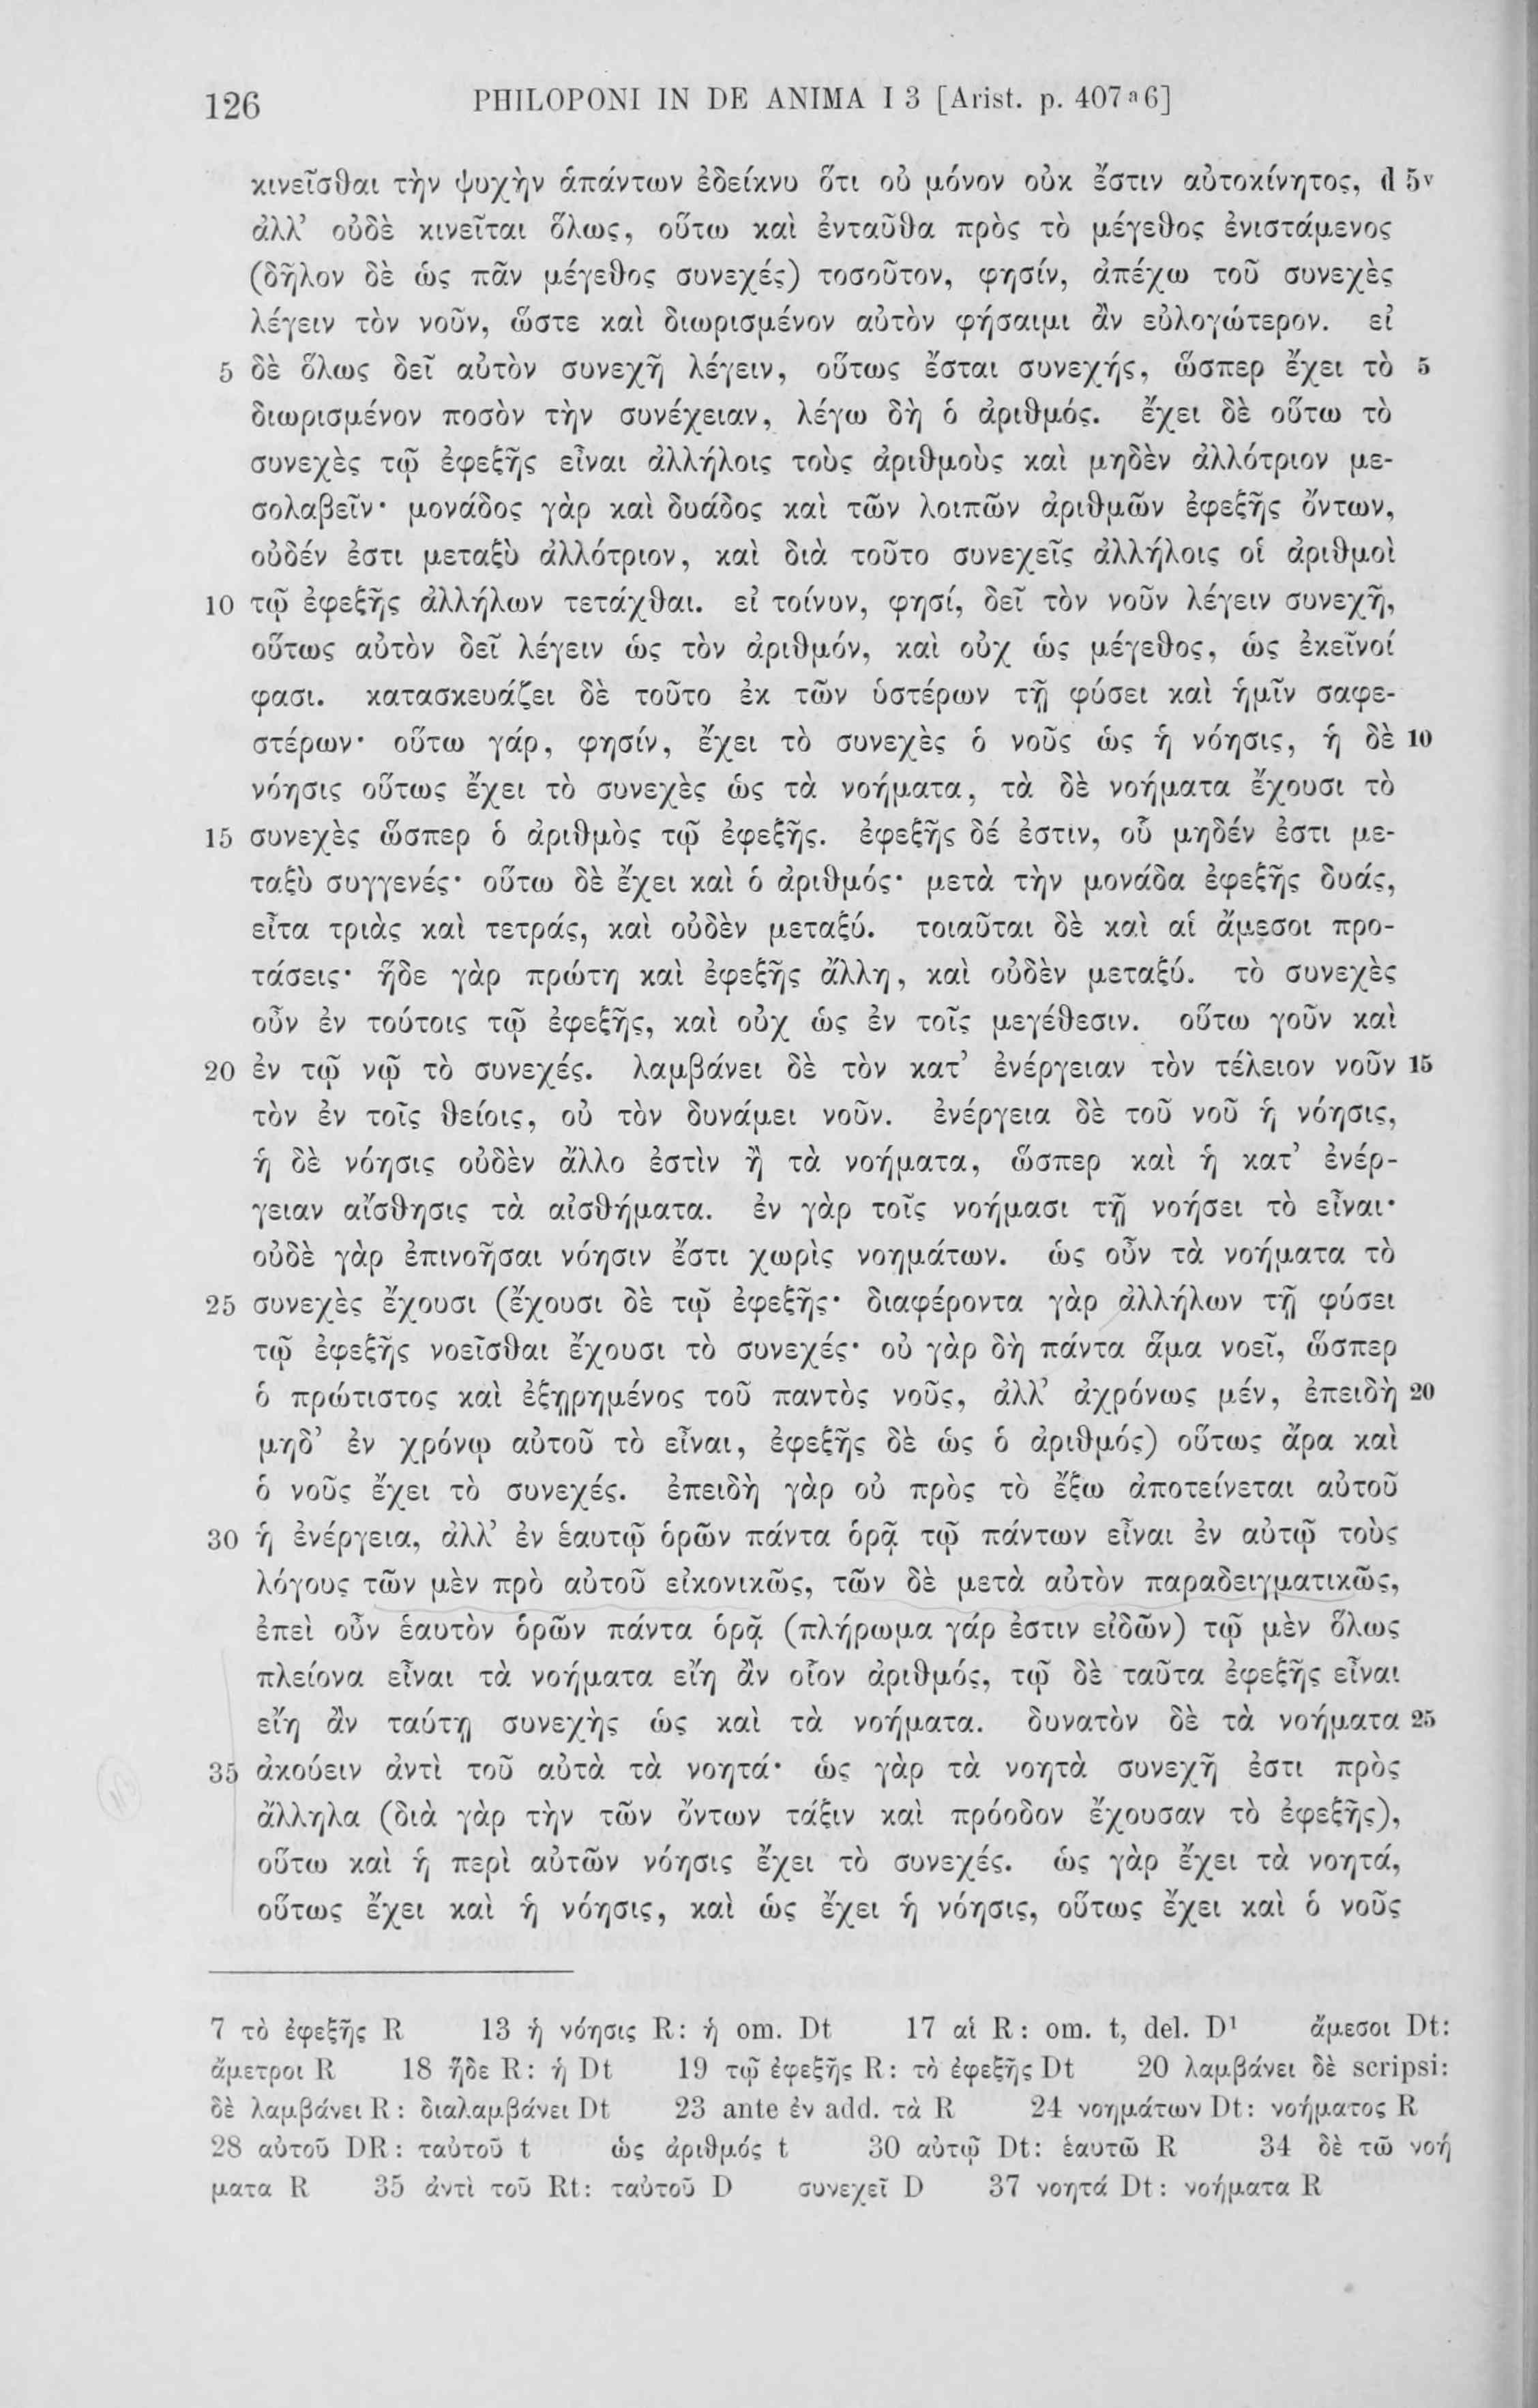 126 PHILOPONI IN DE ANIMA I 3 [Arist. p. 407ᵃ6]
κινεῖσθαι τὴν ψυχὴν ἁπάντων ἐδείκνυ ὅτι οὐ μόνον οὐκ ἔστιν αὐτοκίνητος, d 5ᵛ
ἀλλ’ οὐδὲ κινεῖται ὅλως, οὕτω καὶ ἐνταῦθα πρὸς τὸ μέγεθος ἐνιστάμενος
(δῆλον δὲ ὡς πᾶν μέγεθος συνεχές) τοσοῦτον, φησίν, ἀπέχω τοῦ συνεχὲς
λέγειν τὸν νοῦν, ὥστε καὶ διωρισμένον αὐτὸν φήσαιμι ἂν εὐλογώτερον. εἰ
5 δὲ ὅλως δεῖ αὐτὸν συνεχῆ λέγειν, οὕτως ἔσται συνεχής, ὥσπερ ἔχει τὸ 5
διωρισμένον ποσὸν τὴν συνέχειαν, λέγω δὴ ὁ ἀριθμός. ἔχει δὲ οὕτω τὸ
συνεχὲς τῷ ἐφεξῆς εἶναι ἀλλήλοις τοὺς ἀριθμοὺς καὶ μηδὲν ἀλλότριον με-
σολαβεῖν· μονάδος γὰρ καὶ δυάδος καὶ τῶν λοιπῶν ἀριθμῶν ἐφεξῆς ὄντων,
οὐδέν ἐστι μεταξὺ ἀλλότριον, καὶ διὰ τοῦτο συνεχεῖς ἀλλήλοις οἱ ἀριθμοὶ
10 τῷ ἐφεξῆς ἀλλήλων τετάχθαι. εἰ τοίνυν, φησί, δεῖ τὸν νοῦν λέγειν συνεχῆ,
οὕτως αὐτὸν δεῖ λέγειν ὡς τὸν ἀριθμόν, καὶ οὐχ ὡς μέγεθος, ὡς ἐκεῖνοί
φασι. κατασκευάζει δὲ τοῦτο ἐκ τῶν ὑστέρων τῇ φύσει καὶ ἡμῖν σαφε-
στέρων· οὕτω γάρ, φησίν, ἔχει τὸ συνεχὲς ὁ νοῦς ὡς ἡ νόησις, ἡ δὲ 10
νόησις οὕτως ἔχει τὸ συνεχὲς ὡς τὰ νοήματα, τὰ δὲ νοήματα ἔχουσι τὸ
15 συνεχὲς ὥσπερ ὁ ἀριθμὸς τῷ ἐφεξῆς. ἐφεξῆς δέ ἐστιν, οὗ μηδέν ἐστι με-
ταξὺ συγγενές· οὕτω δὲ ἔχει καὶ ὁ ἀριθμός· μετὰ τὴν μονάδα ἐφεξῆς δυάς,
εἶτα τριὰς καὶ τετράς, καὶ οὐδὲν μεταξύ. τοιαῦται δὲ καὶ αἱ ἄμεσοι προ-
τάσεις· ἥδε γὰρ πρώτη καὶ ἐφεξῆς ἄλλη, καὶ οὐδὲν μεταξύ. τὸ συνεχὲς
οὖν ἐν τούτοις τῷ ἐφεξῆς, καὶ οὐχ ὡς ἐν τοῖς μεγέθεσιν. οὕτω γοῦν καὶ
20 ἐν τῷ νῷ τὸ συνεχές. λαμβάνει δὲ τὸν κατ’ ἐνέργειαν τὸν τέλειον νοῦν 15
τὸν ἐν τοῖς θείοις, οὐ τὸν δυνάμει νοῦν. ἐνέργεια δὲ τοῦ νοῦ ἡ νόησις,
ἡ δὲ νόησις οὐδὲν ἄλλο ἐστὶν ἢ τὰ νοήματα, ὥσπερ καὶ ἡ κατ’ ἐνέρ-
γειαν αἴσθησις τὰ αἰσθήματα. ἐν γὰρ τοῖς νοήμασι τῇ νοήσει τὸ εἶναι·
οὐδὲ γὰρ ἐπινοῆσαι νόησιν ἔστι χωρὶς νοημάτων. ὡς οὖν τὰ νοήματα τὸ
25 συνεχὲς ἔχουσι (ἔχουσι δὲ τῷ ἐφεξῆς· διαφέροντα γὰρ ἀλλήλων τῇ φύσει
τῷ ἐφεξῆς νοεῖσθαι ἔχουσι τὸ συνεχές· οὐ γὰρ δὴ πάντα ἅμα νοεῖ, ὥσπερ
ὁ πρώτιστος καὶ ἐξῃρημένος τοῦ παντὸς νοῦς, ἀλλ’ ἀχρόνως μέν, ἐπειδὴ 20
μηδ’ ἐν χρόνῳ αὐτοῦ τὸ εἶναι, ἐφεξῆς δὲ ὡς ὁ ἀριθμός) οὕτως ἄρα καὶ
ὁ νοῦς ἔχει τὸ συνεχές. ἐπειδὴ γὰρ οὐ πρὸς τὸ ἔξω ἀποτείνεται αὐτοῦ
30 ἡ ἐνέργεια, ἀλλ’ ἐν ἑαυτῷ ὁρῶν πάντα ὁρᾷ τῷ πάντων εἶναι ἐν αὐτῷ τοὺς
λόγους τῶν μὲν πρὸ αὐτοῦ εἰκονικῶς, τῶν δὲ μετὰ αὐτὸν παραδειγματικῶς,
ἐπεὶ οὖν ἑαυτὸν ὁρῶν πάντα ὁρᾷ (πλήρωμα γάρ ἐστιν εἰδῶν) τῷ μὲν ὅλως
πλείονα εἶναι τὰ νοήματα εἴη ἂν οἷον ἀριθμός, τῷ δὲ ταῦτα ἐφεξῆς εἶναι
εἴη ἂν ταύτῃ συνεχὴς ὡς καὶ τὰ νοήματα. δυνατὸν δὲ τὰ νοήματα 25
35 ἀκούειν ἀντὶ τοῦ αὐτὰ τὰ νοητά· ὡς γὰρ τὰ νοητὰ συνεχῆ ἐστι πρὸς
ἄλληλα (διὰ γὰρ τὴν τῶν ὄντων τάξιν καὶ πρόοδον ἔχουσαν τὸ ἐφεξῆς),
οὕτω καὶ ἡ περὶ αὐτῶν νόησις ἔχει τὸ συνεχές. ὡς γὰρ ἔχει τὰ νοητά,
οὕτως ἔχει καὶ ἡ νόησις, καὶ ὡς ἔχει ἡ νόησις, οὕτως ἔχει καὶ ὁ νοῦς
7 τὸ ἐφεξῆς R 13 ἡ νόησις R: ἡ om. Dt 17 αἱ R: om. t, del. D¹ ἄμεσοι Dt:
ἄμετροι R 18 ἥδε R: ἡ Dt 19 τῷ ἐφεξῆς R: τὸ ἐφεξῆς Dt 20 λαμβάνει δὲ scripsi:
δὲ λαμβάνει R: διαλαμβάνει Dt 23 ante ἐν add. τὰ R 24 νοημάτων Dt: νοήματος R
28 αὐτοῦ DR: ταὐτοῦ t ὡς ἀριθμός t 30 αὐτῷ Dt: ἑαυτῶ R 34 δὲ τῶ νοή
ματα R 35 ἀντὶ τοῦ Rt: ταὐτοῦ D συνεχεῖ D 37 νοητά Dt: νοήματα R